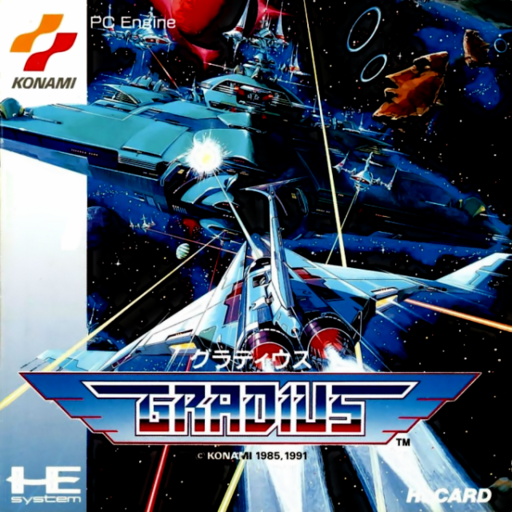 PC Engine
KONAMI
グラディウス
GRADIUS
TM
© KONAMI 1985,1991
HE
system
HuCARD